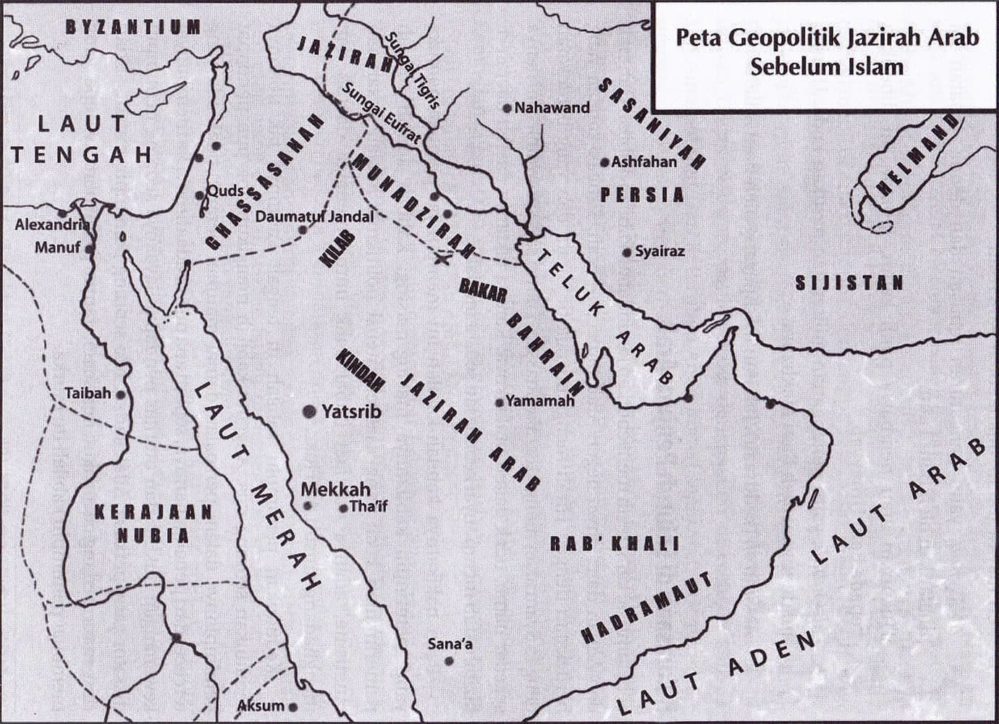 Peta Geopolitik Jazirah Arab
Sebelum Islam
BYZANTIUM
JAZIRAH
Sungai Tigris
Sungai Eufrat
Nahawand
SASANIYAH
LAUT
TENGAH
Ashfahan
PERSIA
HELMAND
GHASSASANAH
MUNADZIRAH
Quds
Alexandria
Manuf
Daumatul Jandal
KILAB
Syairaz
TELUK ARAB
SIJISTAN
BAKAR
BAHRAIN
KINDAH
JAZIRAH ARAB
Taibah
Yatsrib
Yamamah
LAUT MERAH
Mekkah
Tha'if
KERAJAAN
NUBIA
RAB' KHALI
LAUT ARAB
HADRAMAUT
Sana'a
LAUT ADEN
Aksum